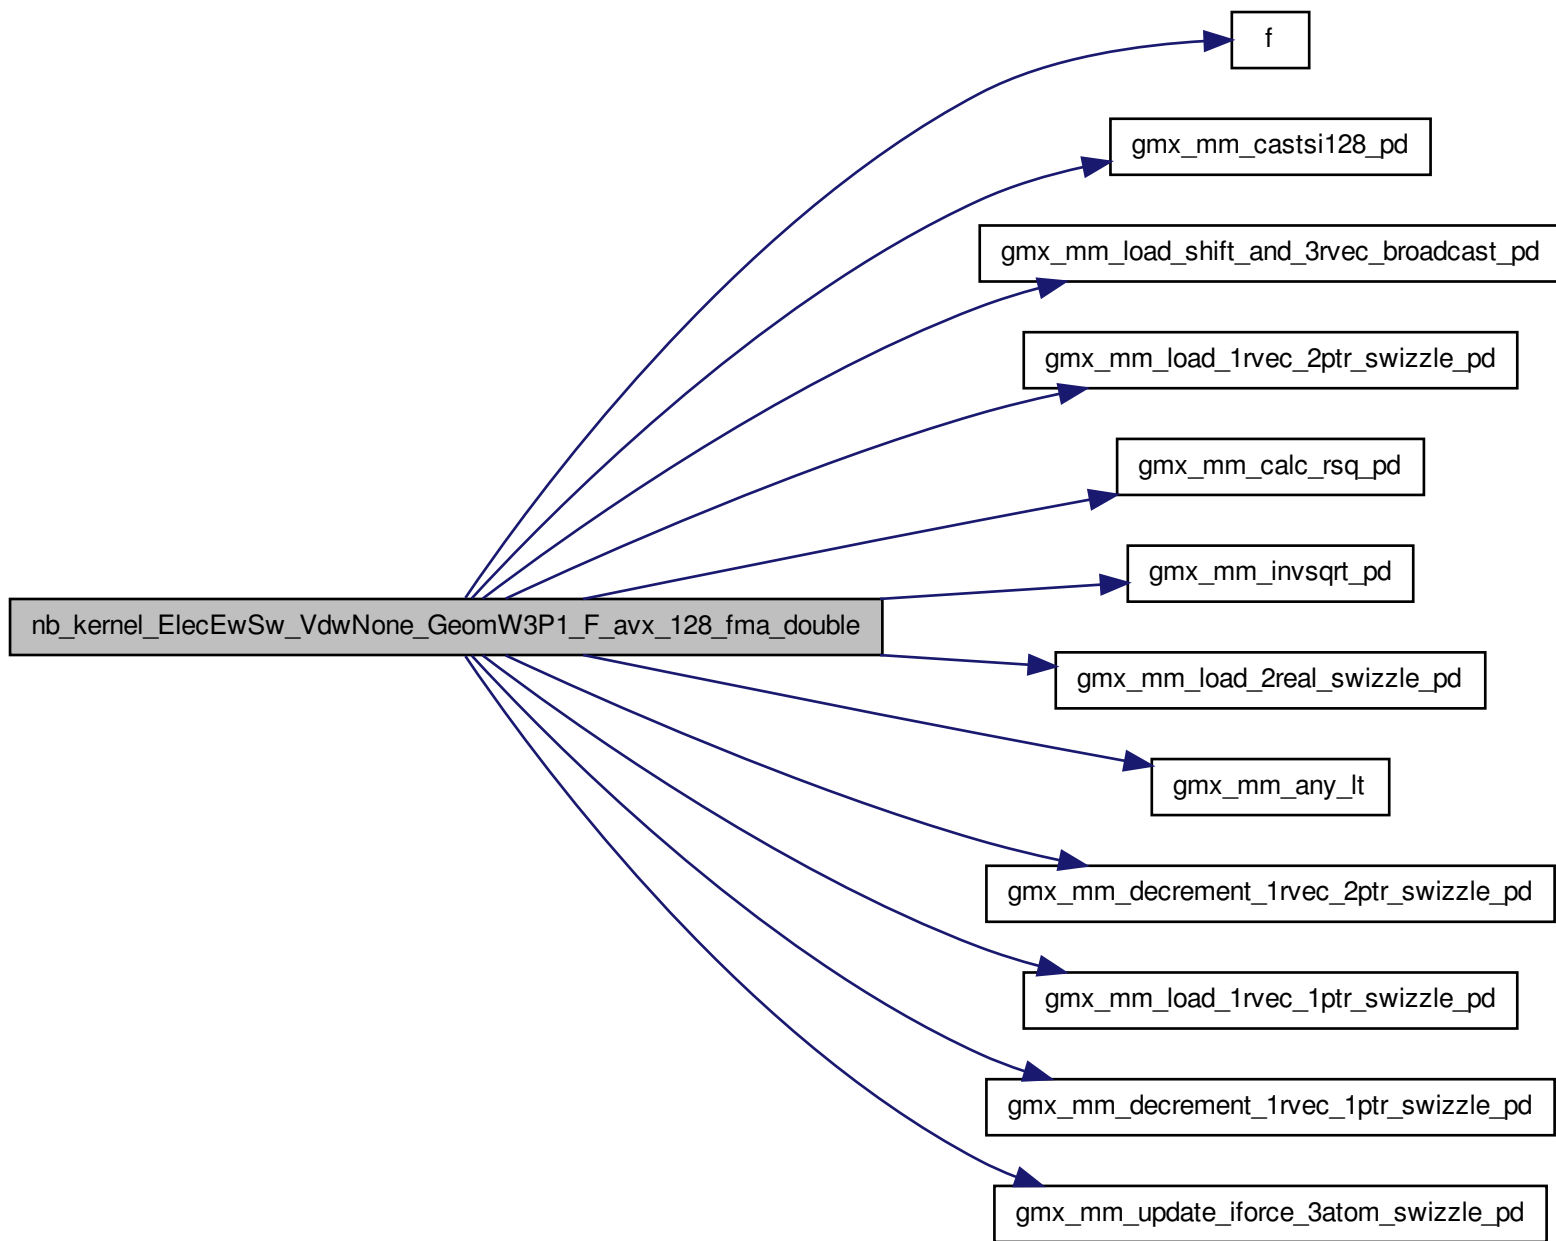 f
gmx_mm_castsi128_pd
gmx_mm_load_shift_and_3rvec_broadcast_pd
gmx_mm_load_1rvec_2ptr_swizzle_pd
gmx_mm_calc_rsq_pd
gmx_mm_invsqrt_pd
nb_kernel_ElecEwSw_VdwNone_GeomW3P1_F_avx_128_fma_double
gmx_mm_load_2real_swizzle_pd
gmx_mm_any_lt
gmx_mm_decrement_1rvec_2ptr_swizzle_pd
gmx_mm_load_1rvec_1ptr_swizzle_pd
gmx_mm_decrement_1rvec_1ptr_swizzle_pd
gmx_mm_update_iforce_3atom_swizzle_pd